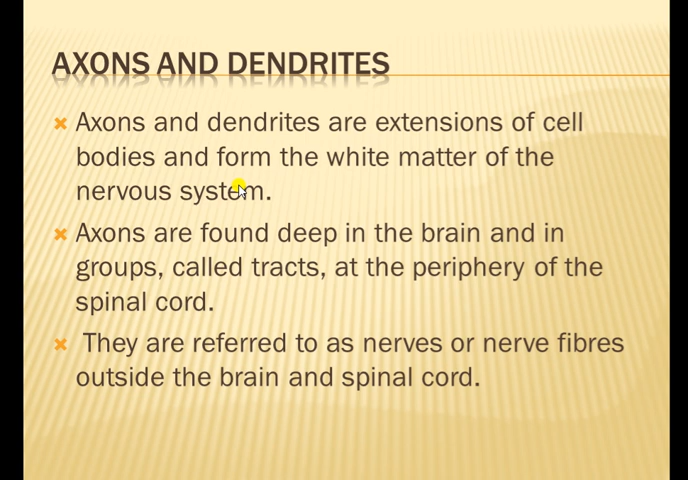 AXONS AND DENDRITES
Axons and dendrites are extensions of cell
bodies and form the white matter of the
nervous system.
Axons are found deep in the brain and in
groups, called tracts, at the periphery of the
spinal cord.
They are referred to as nerves or nerve fibres
outside the brain and spinal cord.